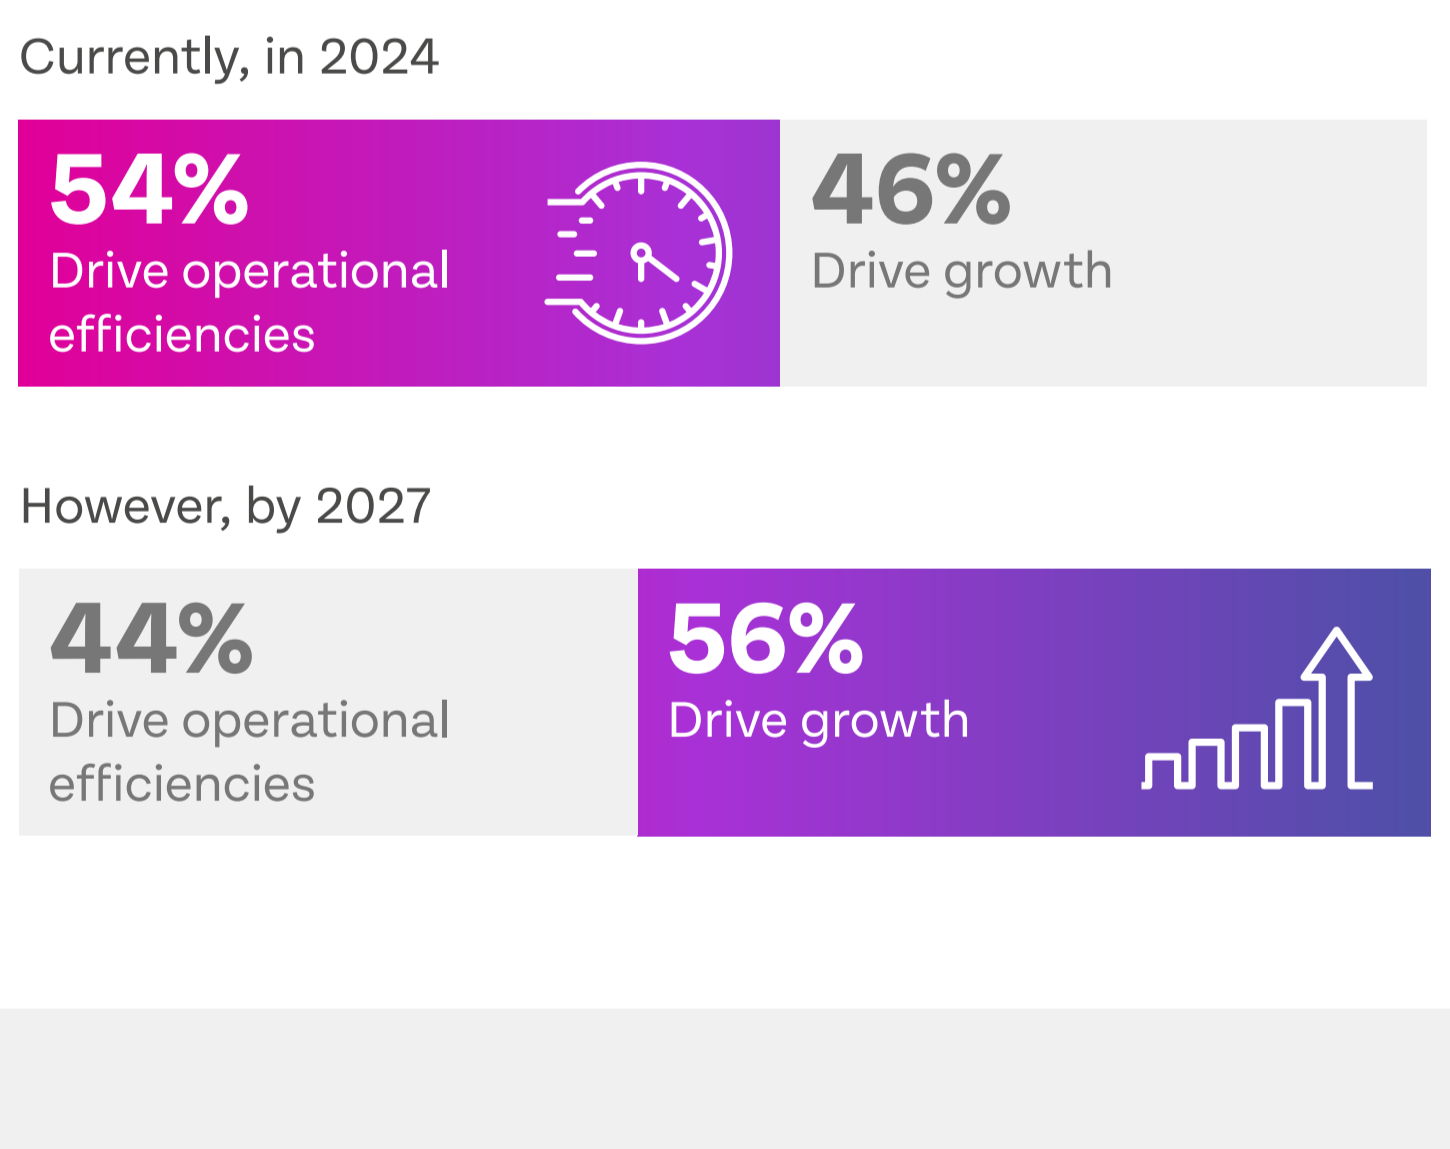 Currently, in 2024
54%
Drive operational
efficiencies
46%
Drive growth
However, by 2027
44%
Drive operational
efficiencies
56%
Drive growth